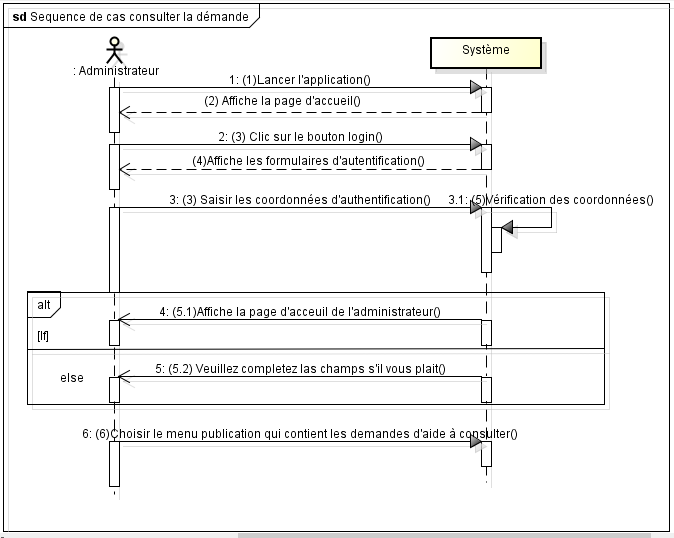 sd Sequence de cas consulter la démande
: Administrateur
Système
1: (1)Lancer l'application()
(2) Affiche la page d'accueil()
2: (3) Clic sur le bouton login()
(4)Affiche les formulaires d'autentification()
3: (3) Saisir les coordonnées d'authentification()
3.1: (5)Vérification des coordonnées()
alt
4: (5.1)Affiche la page d'acceuil de l'administrateur()
[If]
5: (5.2) Veuillez completez las champs s'il vous plait()
else
6: (6)Choisir le menu publication qui contient les demandes d'aide à consulter()